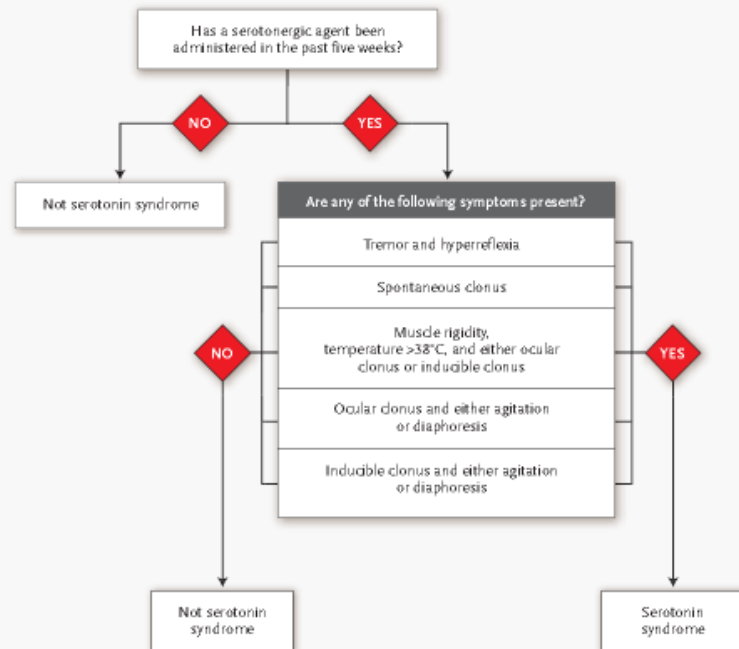 Has a serotonergic agent been
administered in the past five weeks?
NO
YES
Not serotonin syndrome
Are any of the following symptoms present?
Tremor and hyperreflexia
Spontaneous clonus
Muscle rigidity,
temperature >38°C, and either ocular
clonus or inducible clonus
NO
YES
Ocular clonus and either agitation
or diaphoresis
Inducible clonus and either agitation
or diaphoresis
Not serotonin
syndrome
Serotonin
syndrome